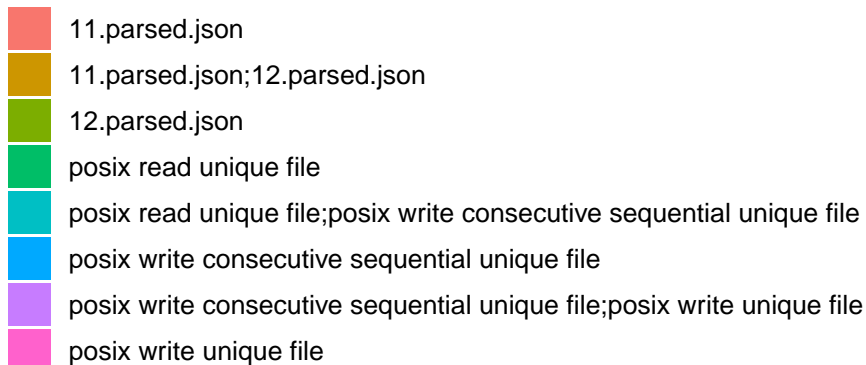 11.parsed.json
11.parsed.json;12.parsed.json
12.parsed.json
posix read unique file
posix read unique file;posix write consecutive sequential unique file
posix write consecutive sequential unique file
posix write consecutive sequential unique file;posix write unique file
posix write unique file